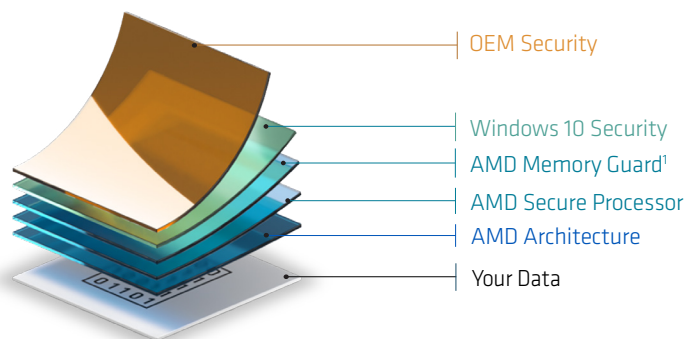 OEM Security
Windows 10 Security
AMD Memory Guard¹
AMD Secure Processor
AMD Architecture
Your Data
01101